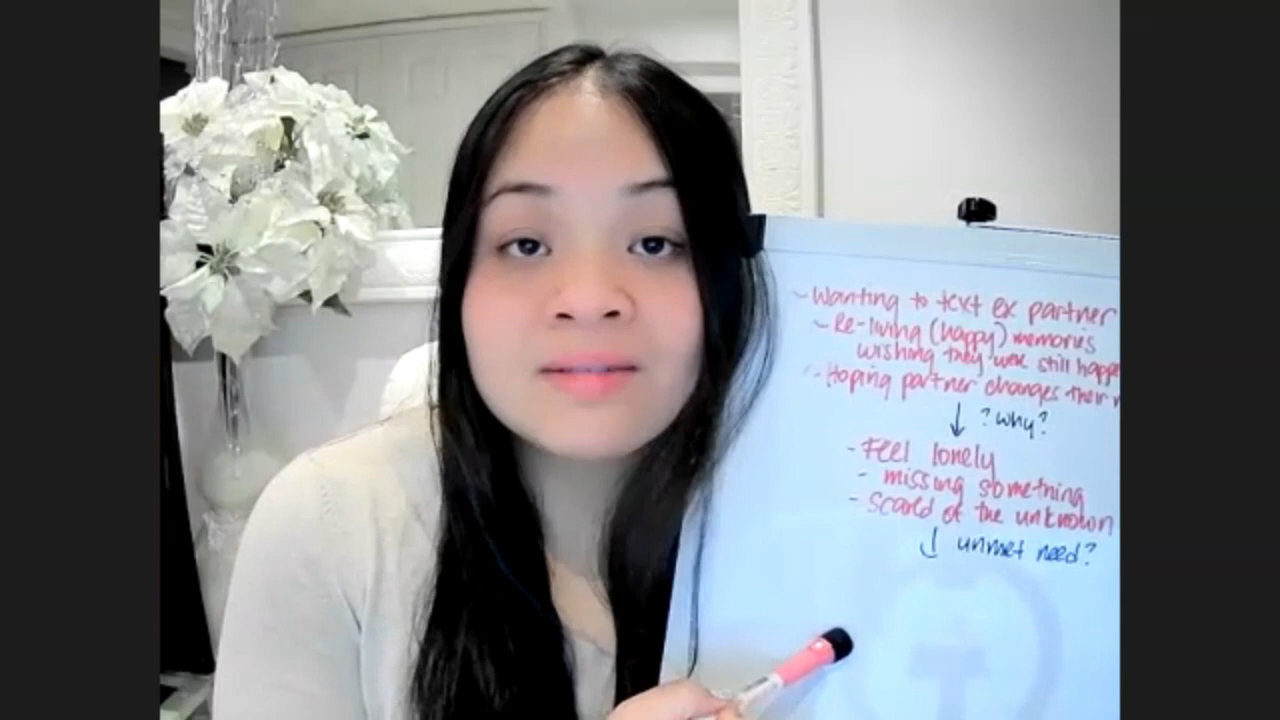 - Wanting to text ex partner
- Re-living (happy) memories
wishing they were still happe
- Hoping partner changes their
↓ ? why?
- Feel lonely
- missing something
- scared of the unknown
↓ unmet need?